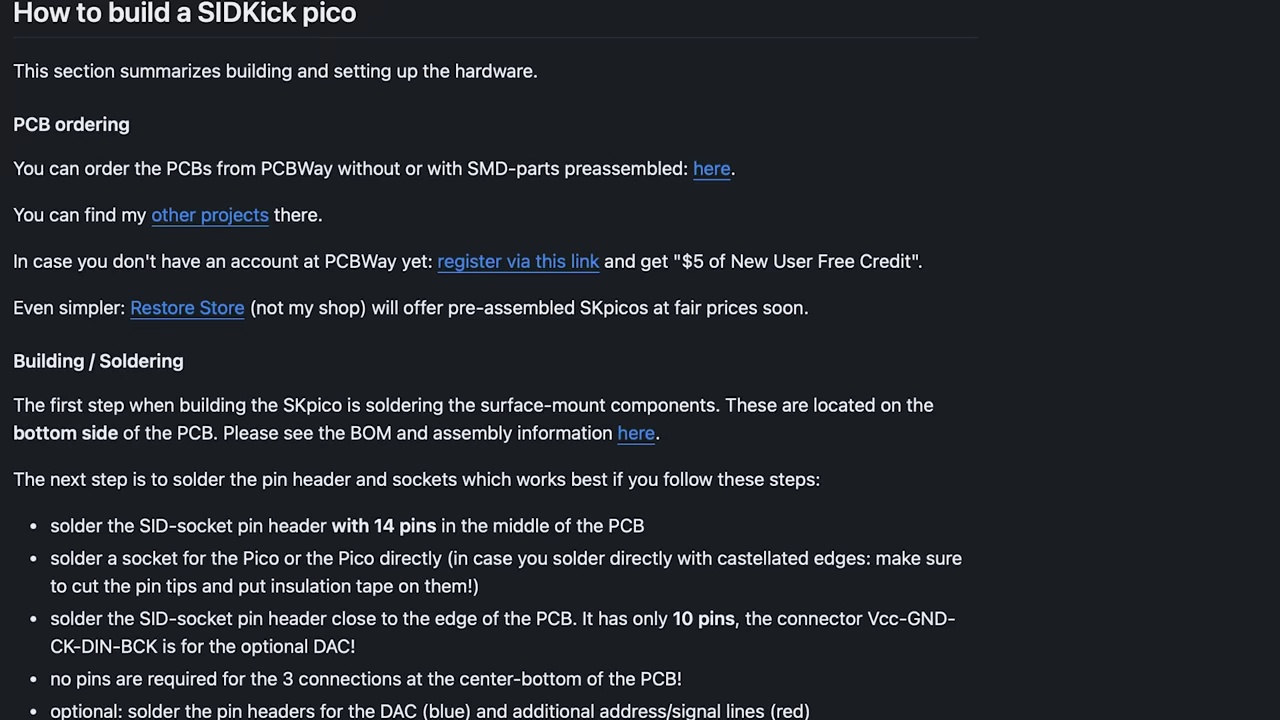 How to build a SIDKick pico
This section summarizes building and setting up the hardware.
PCB ordering
You can order the PCBs from PCBWay without or with SMD-parts preassembled: here.
You can find my other projects there.
In case you don't have an account at PCBWay yet: register via this link and get "$5 of New User Free Credit".
Even simpler: Restore Store (not my shop) will offer pre-assembled SKpicos at fair prices soon.
Building / Soldering
The first step when building the SKpico is soldering the surface-mount components. These are located on the
bottom side of the PCB. Please see the BOM and assembly information here.
The next step is to solder the pin header and sockets which works best if you follow these steps:
• solder the SID-socket pin header with 14 pins in the middle of the PCB
• solder a socket for the Pico or the Pico directly (in case you solder directly with castellated edges: make sure
to cut the pin tips and put insulation tape on them!)
• solder the SID-socket pin header close to the edge of the PCB. It has only 10 pins, the connector Vcc-GND-
CK-DIN-BCK is for the optional DAC!
• no pins are required for the 3 connections at the center-bottom of the PCB!
• optional: solder the pin headers for the DAC (blue) and additional address/signal lines (red)